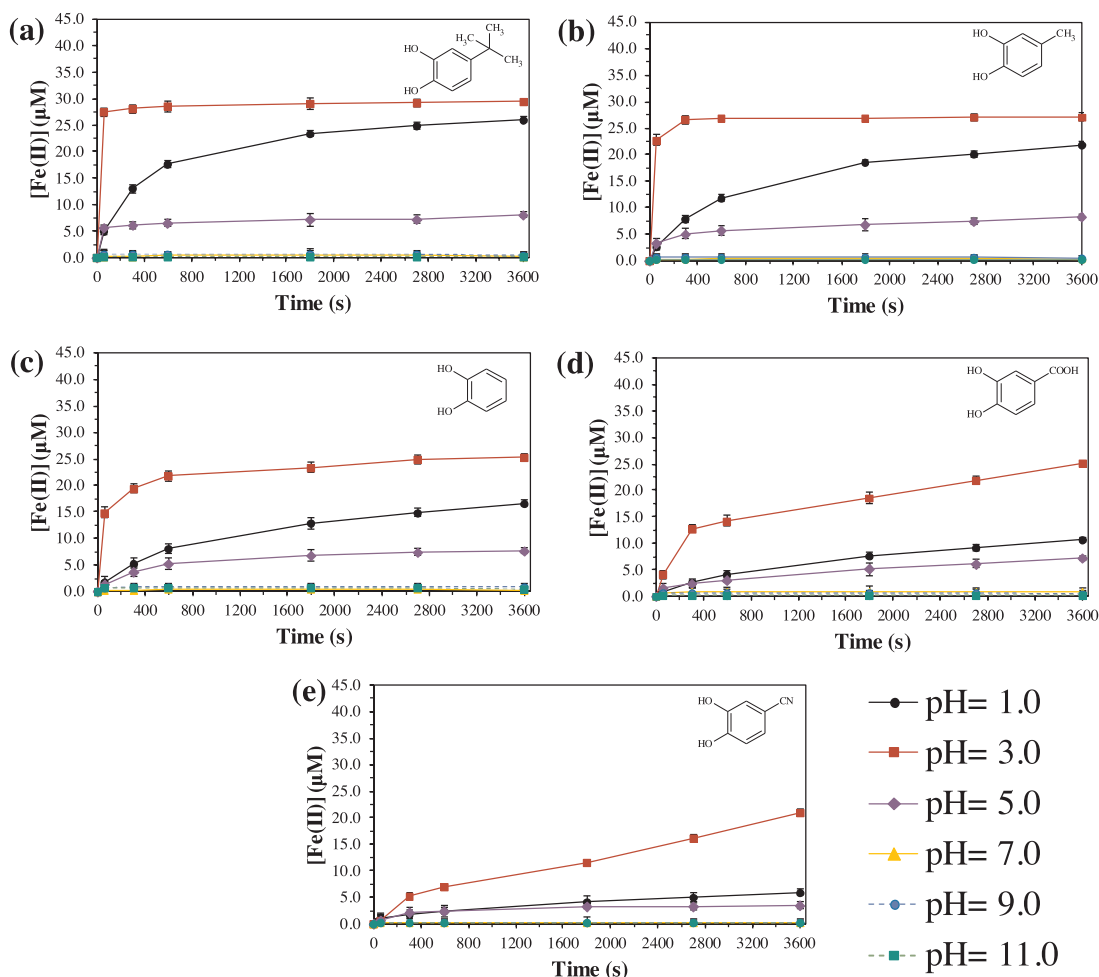 (a)
[Fe(II)] (µM)
45.0
40.0
35.0
30.0
25.0
20.0
15.0
10.0
5.0
0.0
0 400 800 1200 1600 2000 2400 2800 3200 3600
Time (s)
HO
HO
H₃C
CH₃
CH₃
(b)
[Fe(II)] (µM)
45.0
40.0
35.0
30.0
25.0
20.0
15.0
10.0
5.0
0.0
0 400 800 1200 1600 2000 2400 2800 3200 3600
Time (s)
HO
HO
CH₃
(c)
[Fe(II)] (µM)
45.0
40.0
35.0
30.0
25.0
20.0
15.0
10.0
5.0
0.0
0 400 800 1200 1600 2000 2400 2800 3200 3600
Time (s)
HO
HO
(d)
[Fe(II)] (µM)
45.0
40.0
35.0
30.0
25.0
20.0
15.0
10.0
5.0
0.0
0 400 800 1200 1600 2000 2400 2800 3200 3600
Time (s)
HO
HO
COOH
(e)
[Fe(II)] (µM)
45.0
40.0
35.0
30.0
25.0
20.0
15.0
10.0
5.0
0.0
0 400 800 1200 1600 2000 2400 2800 3200 3600
Time (s)
HO
HO
CN
pH= 1.0
pH= 3.0
pH= 5.0
pH= 7.0
pH= 9.0
pH= 11.0